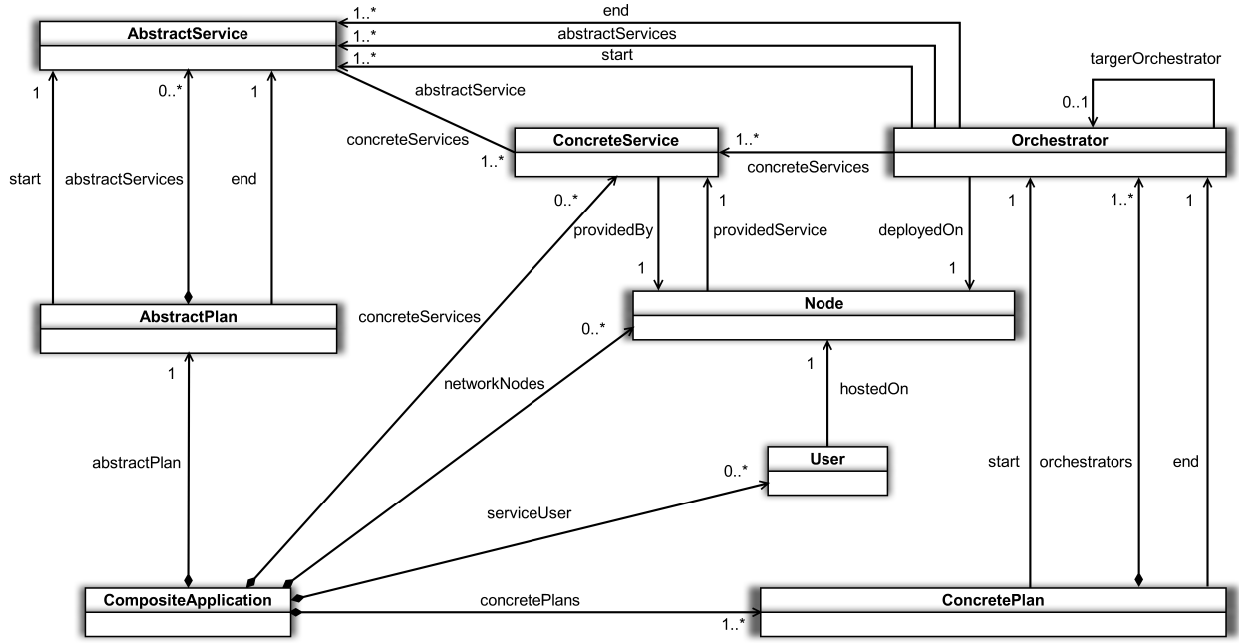 end
1..*
AbstractService
abstractServices
1..*
start
1..*
targerOrchestrator
1
0..*
1
abstractService
0..1
concreteServices
1..*
ConcreteService
1..*
Orchestrator
concreteServices
start
abstractServices
end
0..*
1
1
1..*
1
providedBy
providedService
deployedOn
1
1
AbstractPlan
Node
concreteServices
0..*
1
1
networkNodes
hostedOn
abstractPlan
User
start
orchestrators
end
0..*
serviceUser
CompositeApplication
concretePlans
ConcretePlan
1..*